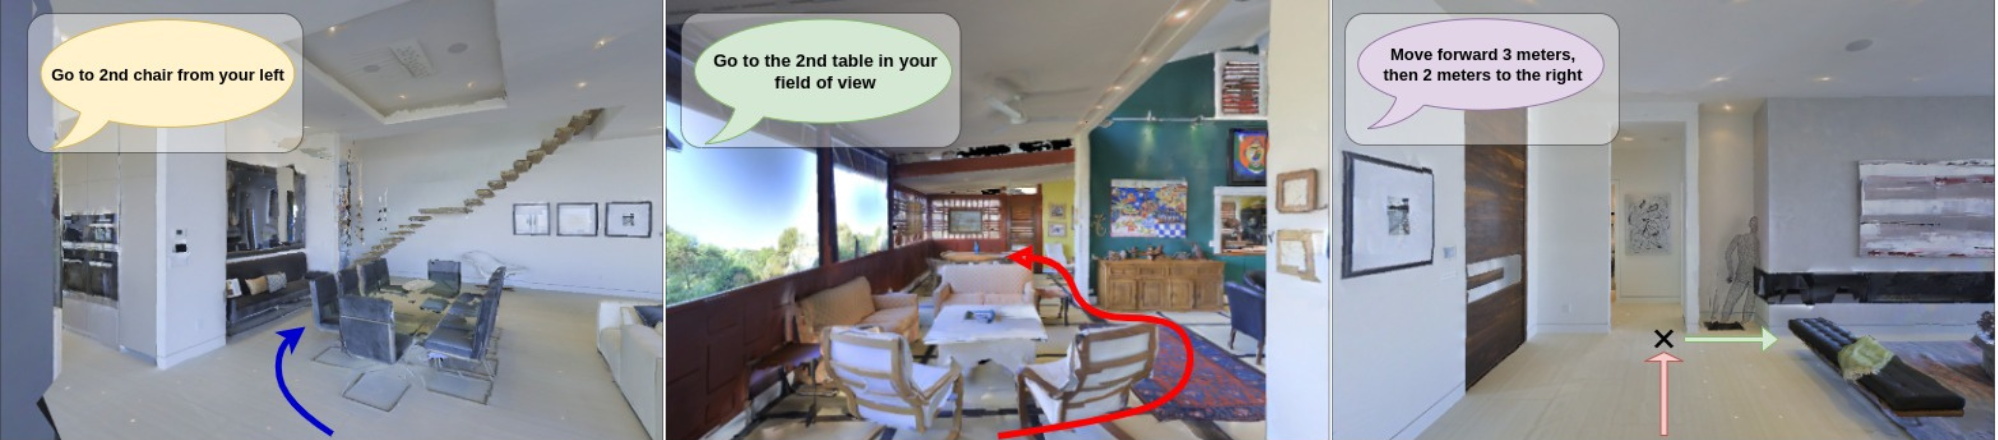 Go to 2nd chair from your left
Go to the 2nd table in your
field of view
Move forward 3 meters,
then 2 meters to the right